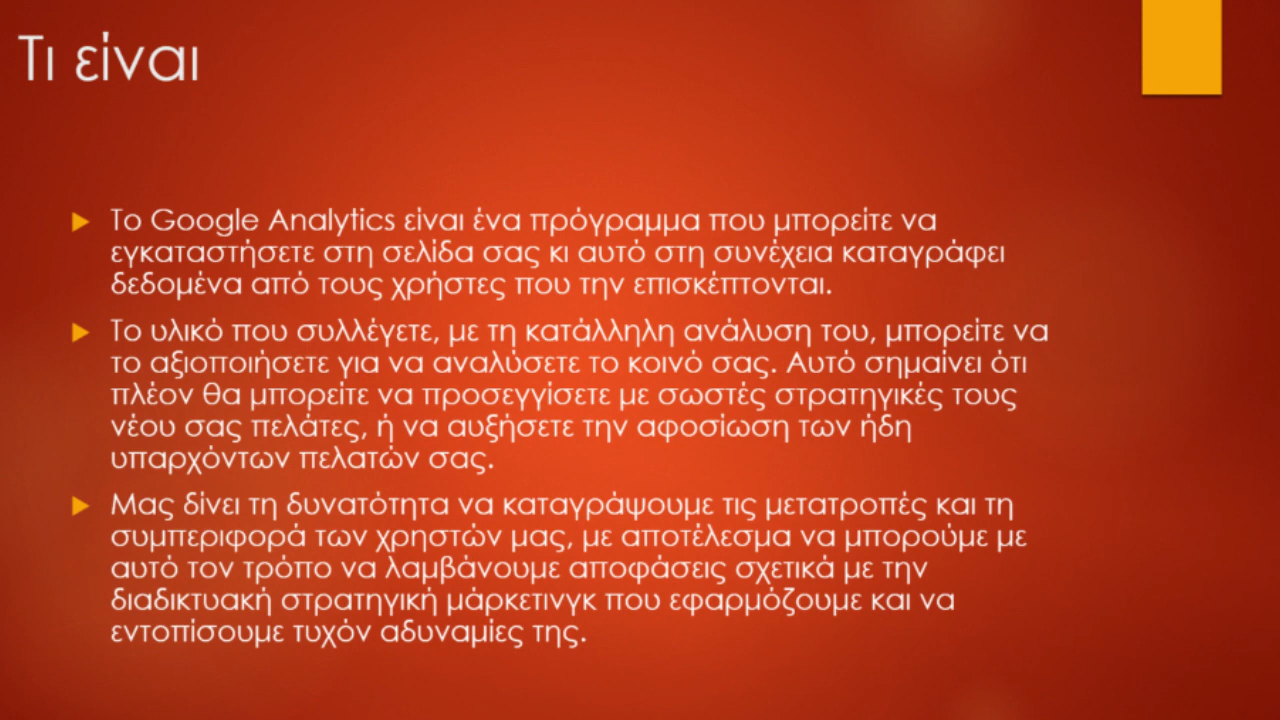 Τι είναι
Το Google Analytics είναι ένα πρόγραμμα που μπορείτε να
εγκαταστήσετε στη σελίδα σας κι αυτό στη συνέχεια καταγράφει
δεδομένα από τους χρήστες που την επισκέπτονται.
Το υλικό που συλλέγετε, με τη κατάλληλη ανάλυση του, μπορείτε να
το αξιοποιήσετε για να αναλύσετε το κοινό σας. Αυτό σημαίνει ότι
πλέον θα μπορείτε να προσεγγίσετε με σωστές στρατηγικές τους
νέου σας πελάτες, ή να αυξήσετε την αφοσίωση των ήδη
υπαρχόντων πελατών σας.
Μας δίνει τη δυνατότητα να καταγράψουμε τις μετατροπές και τη
συμπεριφορά των χρηστών μας, με αποτέλεσμα να μπορούμε με
αυτό τον τρόπο να λαμβάνουμε αποφάσεις σχετικά με την
διαδικτυακή στρατηγική μάρκετινγκ που εφαρμόζουμε και να
εντοπίσουμε τυχόν αδυναμίες της.